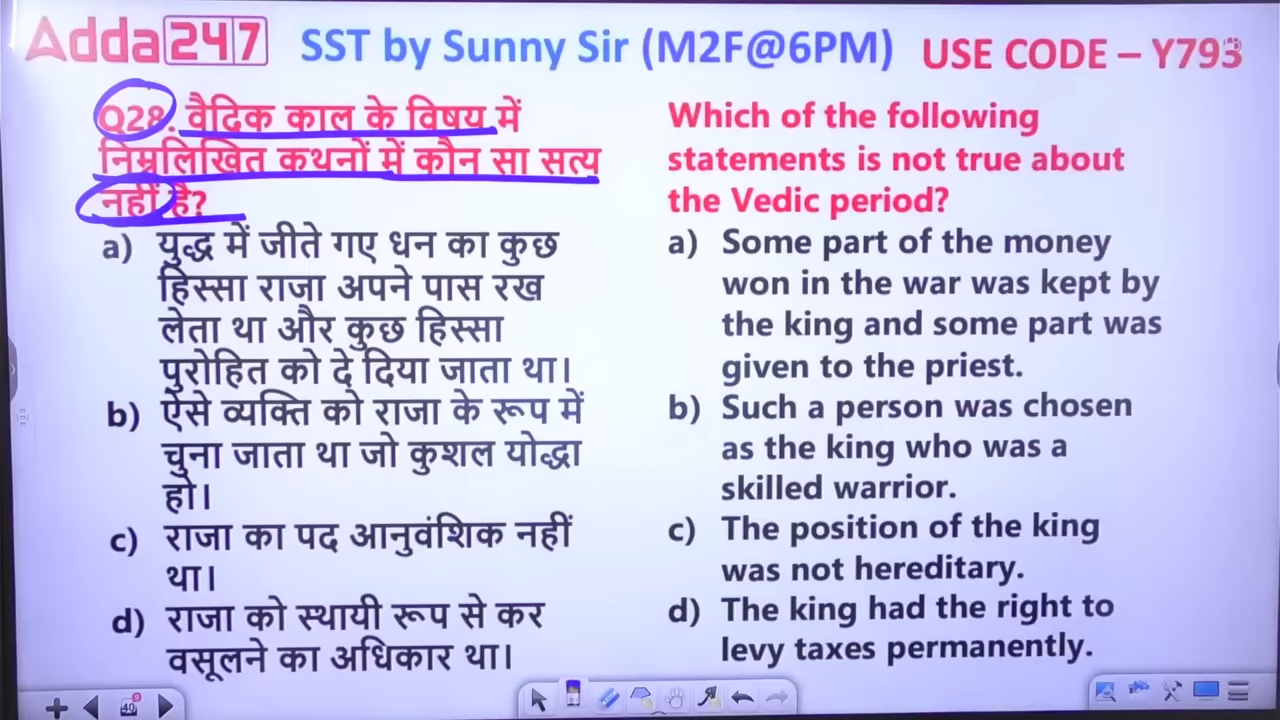 Adda247
SST by Sunny Sir (M2F@6PM)
USE CODE – Y793
Q28. वैदिक काल के विषय में
निम्नलिखित कथनों में कौन सा सत्य
नहीं है?
a) युद्ध में जीते गए धन का कुछ
हिस्सा राजा अपने पास रख
लेता था और कुछ हिस्सा
पुरोहित को दे दिया जाता था।
b) ऐसे व्यक्ति को राजा के रूप में
चुना जाता था जो कुशल योद्धा
हो।
c) राजा का पद आनुवंशिक नहीं
था।
d) राजा को स्थायी रूप से कर
वसूलने का अधिकार था।
Which of the following
statements is not true about
the Vedic period?
a) Some part of the money
won in the war was kept by
the king and some part was
given to the priest.
b) Such a person was chosen
as the king who was a
skilled warrior.
c) The position of the king
was not hereditary.
d) The king had the right to
levy taxes permanently.